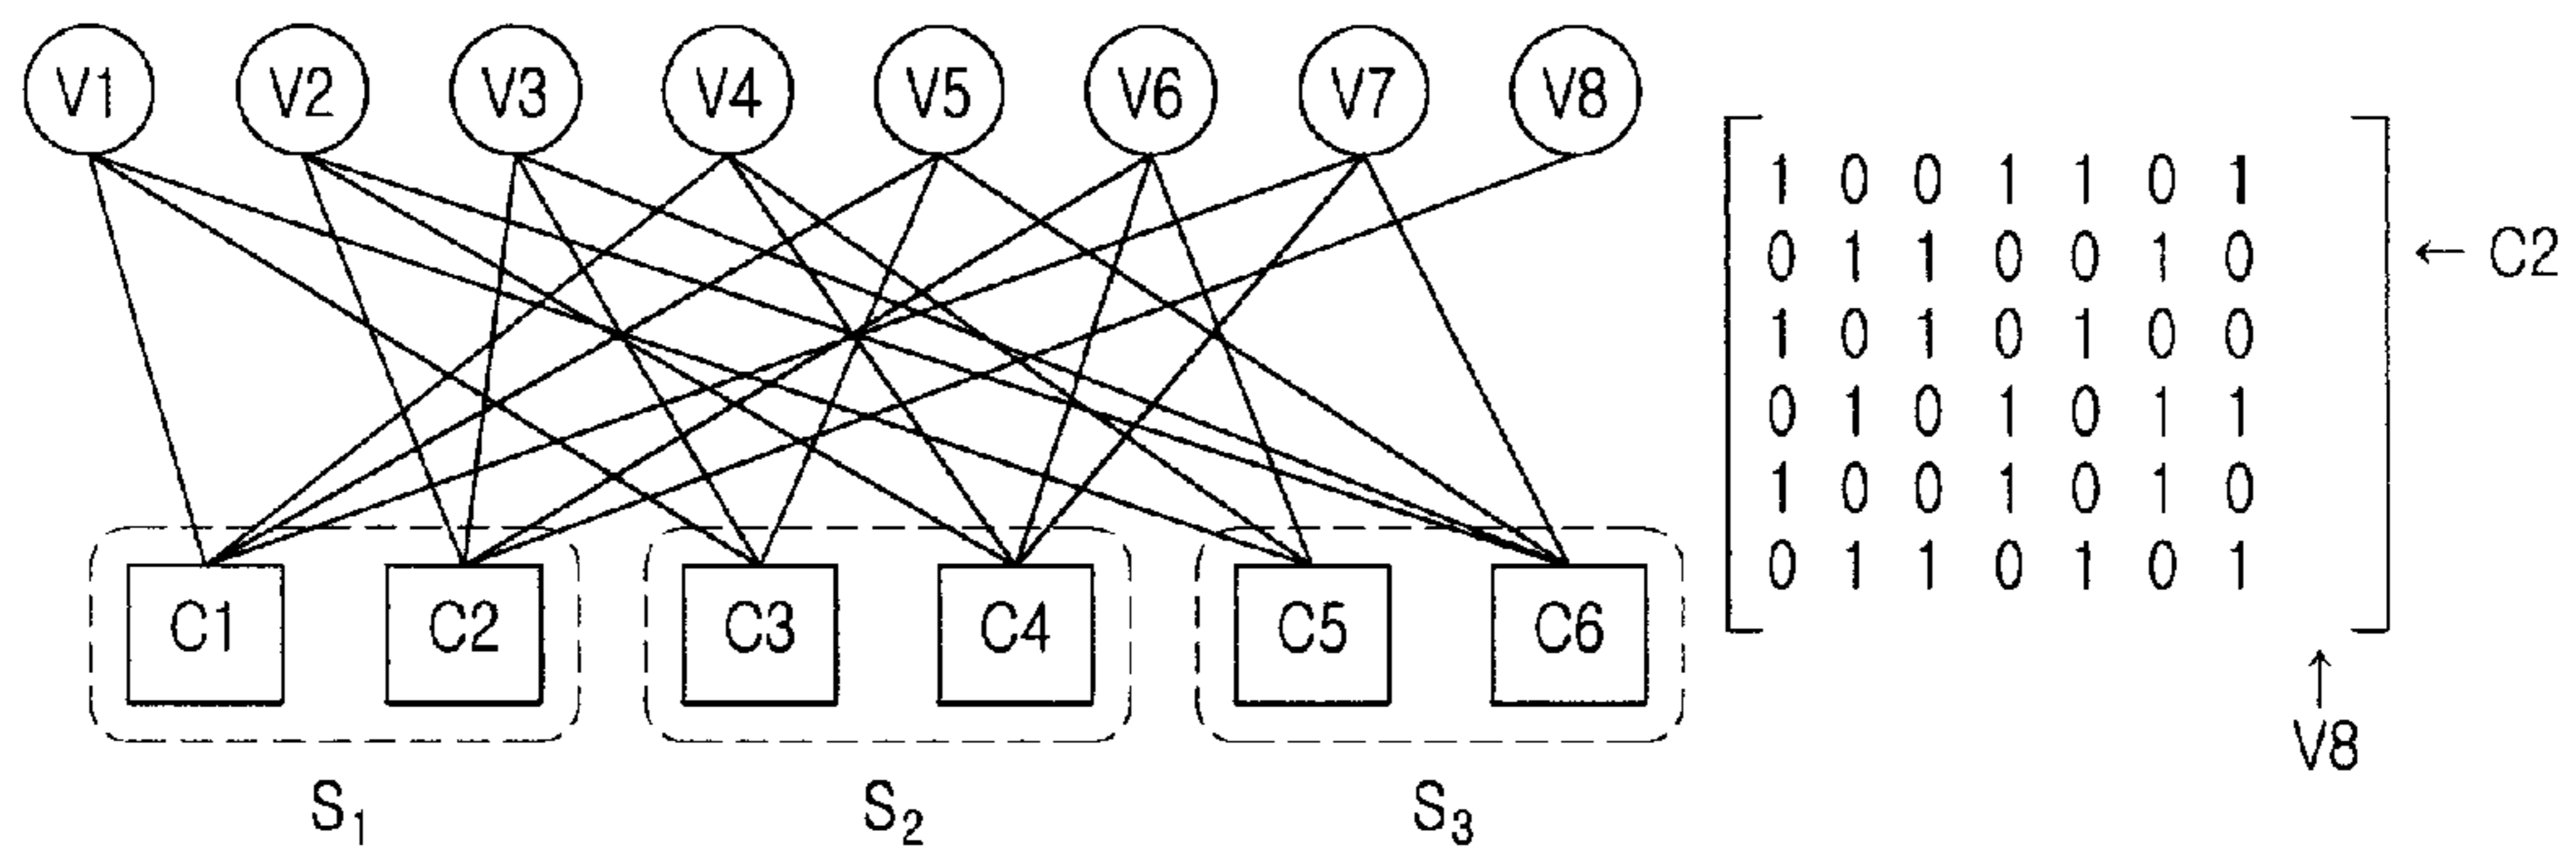 V1 V2 V3 V4 V5 V6 V7 V8
1 0 0 1 1 0 1
0 1 1 0 0 1 0 ← C2
1 0 1 0 1 0 0
0 1 0 1 0 1 1
1 0 0 1 0 1 0
0 1 1 0 1 0 1
C1 C2 C3 C4 C5 C6
↑
V8
S₁ S₂ S₃